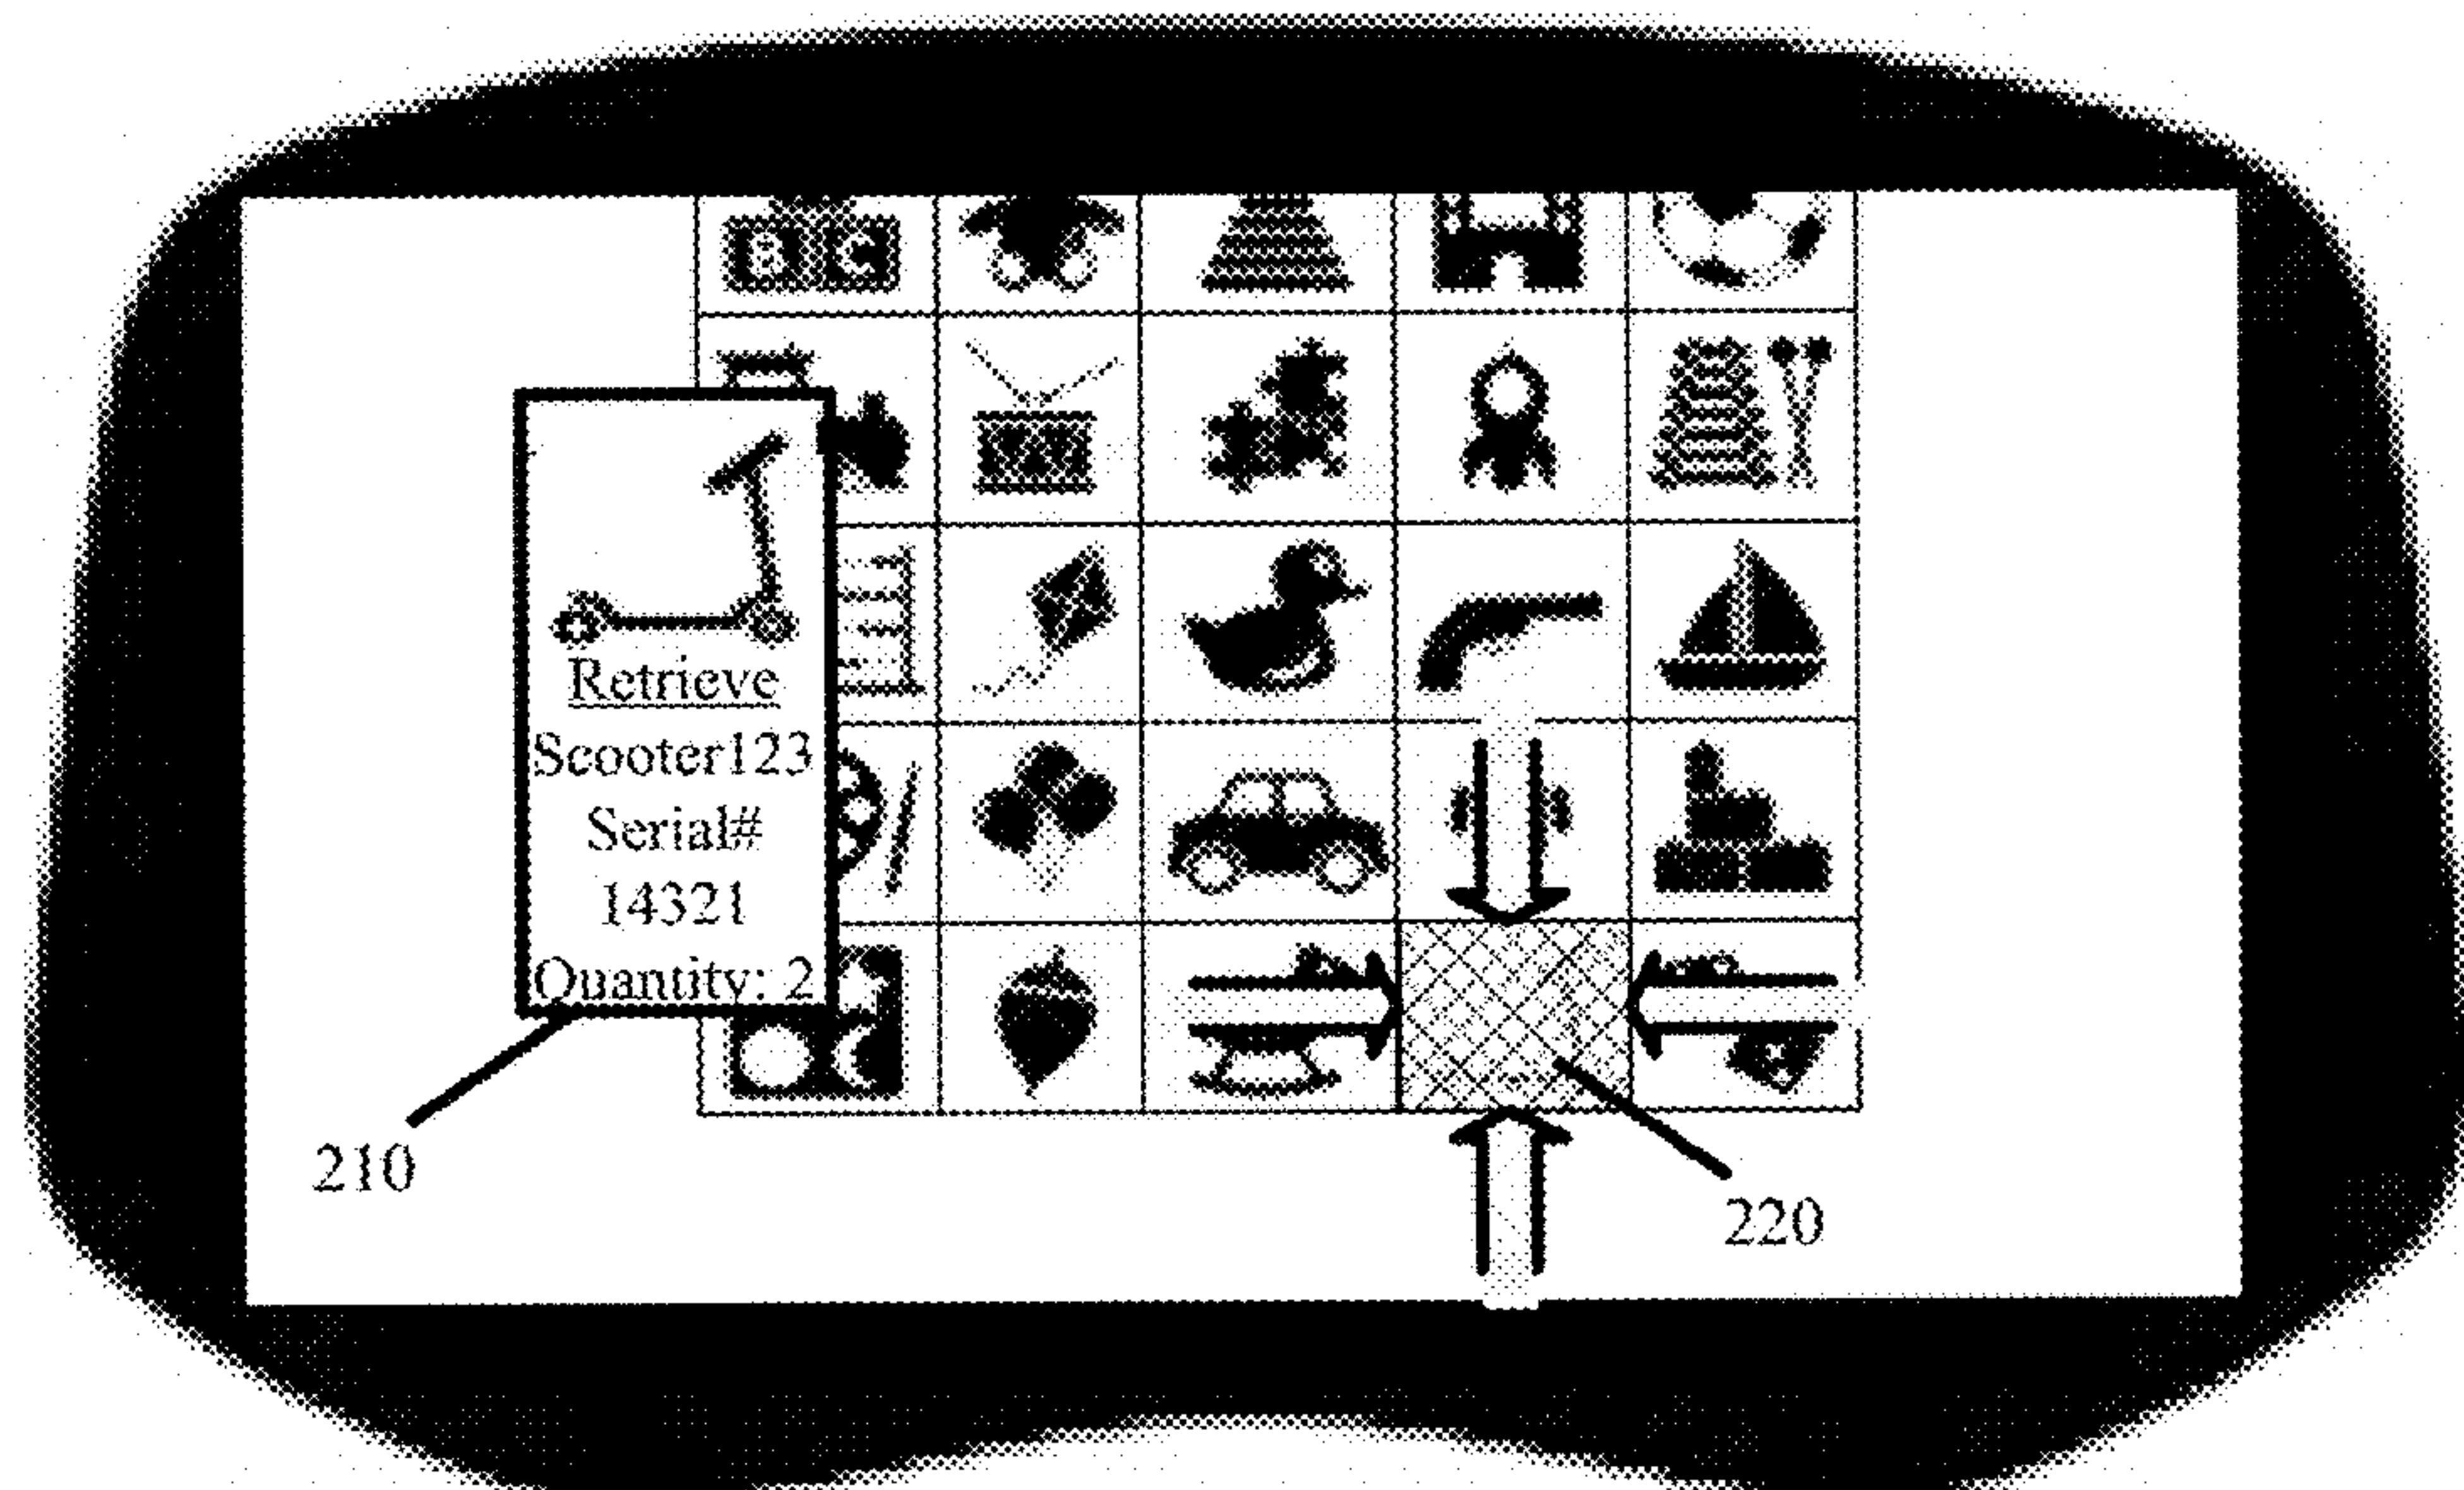 B C
Retrieve
Scooter123
Serial#
14321
Quantity: 2
210
220